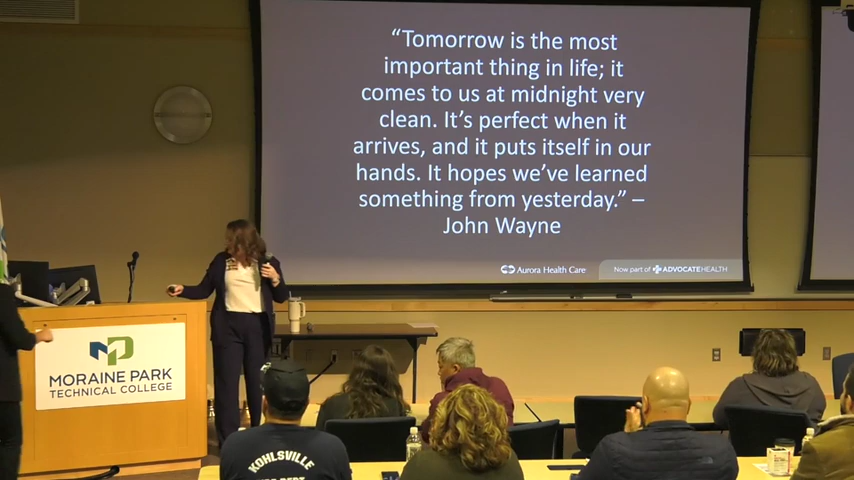 “Tomorrow is the most
important thing in life; it
comes to us at midnight very
clean. It’s perfect when it
arrives, and it puts itself in our
hands. It hopes we’ve learned
something from yesterday.” –
John Wayne
Aurora Health Care
Now part of ADVOCATEHEALTH
MORAINE PARK
TECHNICAL COLLEGE
KOHLSVILLE
DEPT